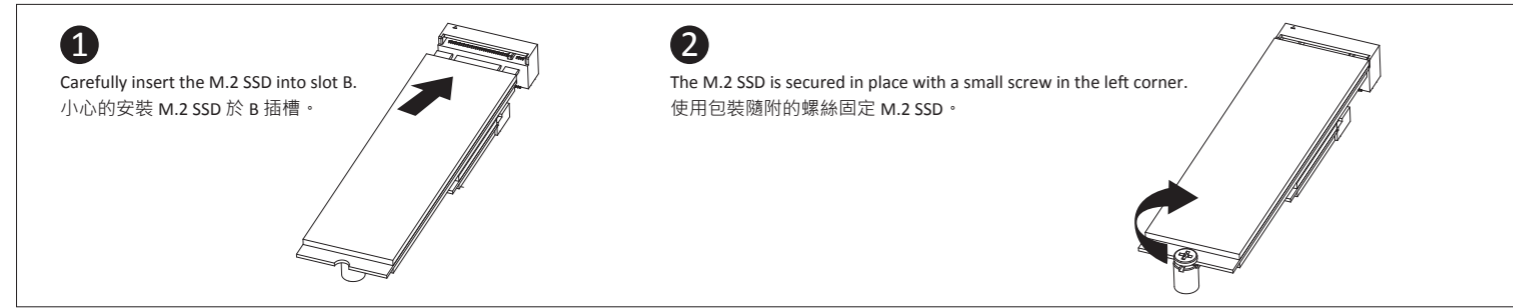 1
Carefully insert the M.2 SSD into slot B.
小心的安裝 M.2 SSD 於 B 插槽。
2
The M.2 SSD is secured in place with a small screw in the left corner.
使用包裝隨附的螺絲固定 M.2 SSD。